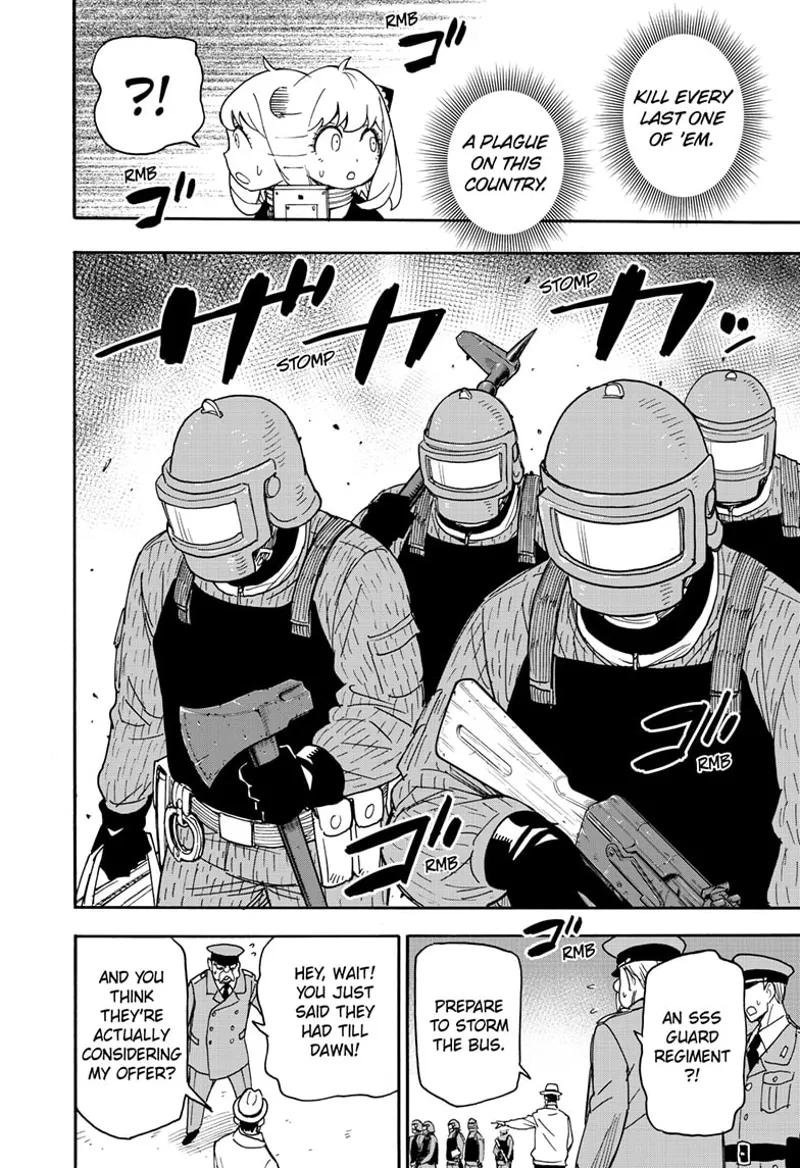 KILL EVERY
LAST ONE
OF 'EM.
A PLAGUE
ON THIS
COUNTRY.
RMB
ゴ
?!
RMB
ゴ
STOMP
ザッ
STOMP
ザ
RMB
ゴ
RMB
ゴ
RMB
ゴ
AN SSS
GUARD
REGIMENT
?!
PREPARE
TO STORM
THE BUS.
HEY, WAIT!
YOU JUST
SAID THEY
HAD TILL
DAWN!
AND YOU
THINK
THEY'RE
ACTUALLY
CONSIDERING
MY OFFER?